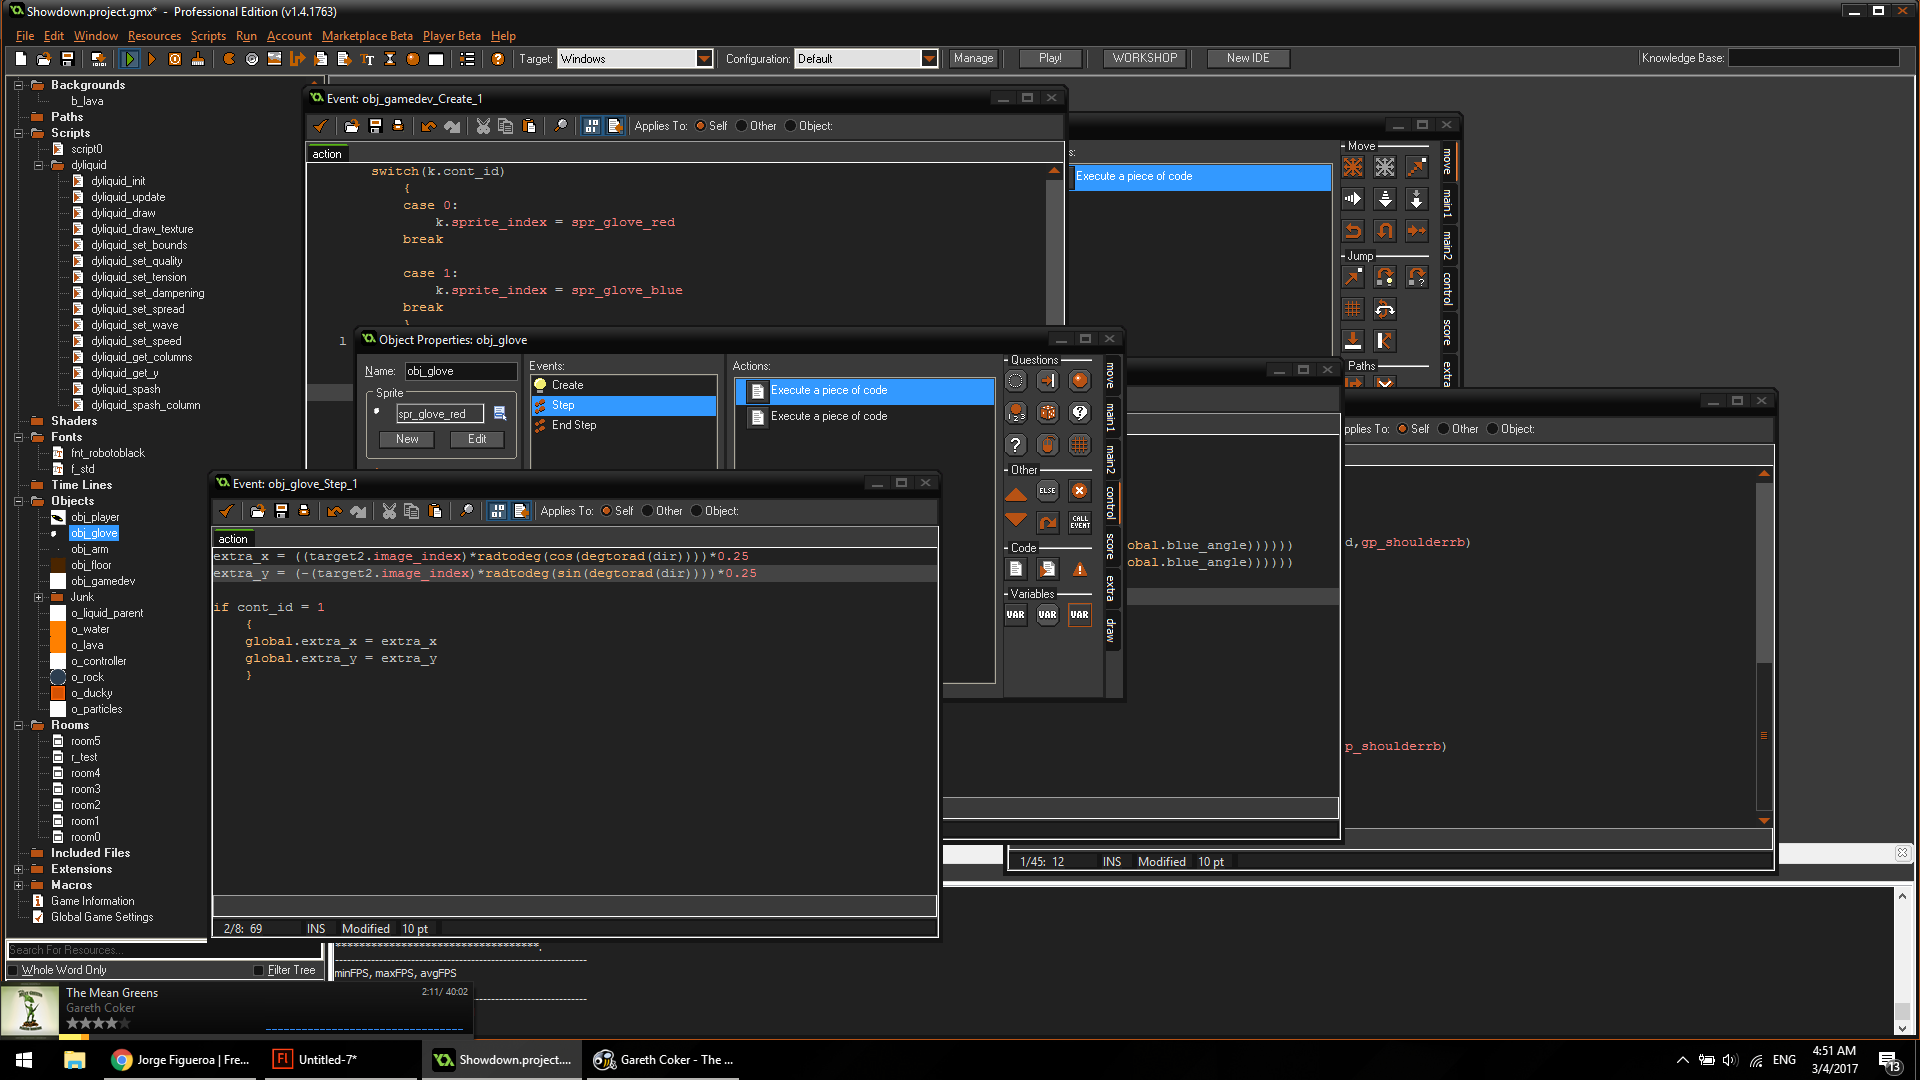 Showdown.project.gmx*  -  Professional Edition (v1.4.1763)
File Edit Window Resources Scripts Run Account Marketplace Beta Player Beta Help
Target: Windows Configuration: Default Manage Play! WORKSHOP New IDE Knowledge Base:
Backgrounds
b_lava
Paths
Scripts
script0
dyliquid
dyliquid_init
dyliquid_update
dyliquid_draw
dyliquid_draw_texture
dyliquid_set_bounds
dyliquid_set_quality
dyliquid_set_tension
dyliquid_set_dampening
dyliquid_set_spread
dyliquid_set_wave
dyliquid_set_speed
dyliquid_get_columns
dyliquid_get_y
dyliquid_spash
dyliquid_spash_column
Shaders
Fonts
fnt_robotoblack
f_std
Time Lines
Objects
obj_player
obj_glove
obj_arm
obj_floor
obj_gamedev
Junk
o_liquid_parent
o_water
o_lava
o_controller
o_rock
o_ducky
o_particles
Rooms
room5
r_test
room4
room3
room2
room1
room0
Included Files
Extensions
Macros
Game Information
Global Game Settings
Search For Resources...
Whole Word Only Filter Tree
Event: obj_gamedev_Create_1
Applies To: Self Other Object:
action
switch(k.cont_id)
{
case 0:
k.sprite_index = spr_glove_red
break
case 1:
k.sprite_index = spr_glove_blue
break
1
s:
Execute a piece of code
Move
Jump
Paths
move
main1
main2
control
score
extra
Object Properties: obj_glove
Name: obj_glove
Sprite
spr_glove_red
New Edit
Events:
Create
Step
End Step
Actions:
Execute a piece of code
Execute a piece of code
Questions
Other
ELSE
CALL EVENT
Code
Variables
VAR VAR VAR
move
main1
main2
control
score
extra
draw
Event: obj_glove_Step_1
Applies To: Self Other Object:
action
extra_x = ((target2.image_index)*radtodeg(cos(degtorad(dir))))*0.25
extra_y = (-(target2.image_index)*radtodeg(sin(degtorad(dir))))*0.25
if cont_id = 1
{
global.extra_x = extra_x
global.extra_y = extra_y
}
2/8: 69 INS Modified 10 pt
obal.blue_angle))))))
obal.blue_angle))))))
pplies To: Self Other Object:
d,gp_shoulderrb)
p_shoulderrb)
1/45: 12 INS Modified 10 pt
minFPS, maxFPS, avgFPS
The Mean Greens 2:11/ 40:02
Gareth Coker
Jorge Figueroa | Fre...
Untitled-7*
Showdown.project....
Gareth Coker - The ...
ENG
4:51 AM
3/4/2017
13